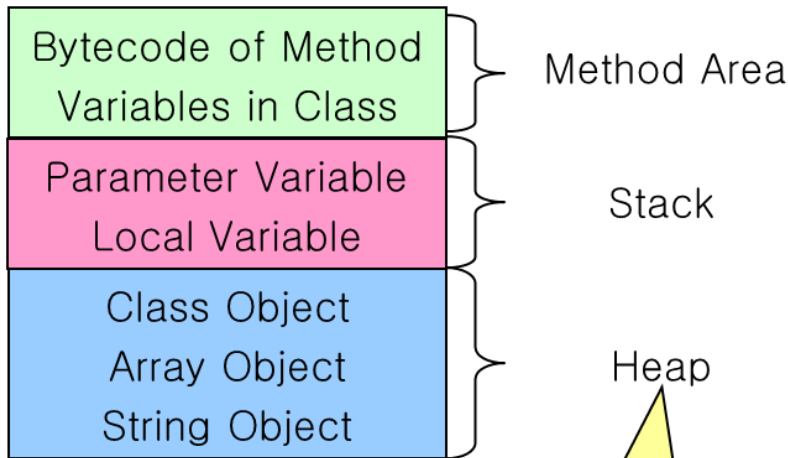 Bytecode of Method
Variables in Class
Method Area
Parameter Variable
Local Variable
Stack
Class Object
Array Object
String Object
Heap